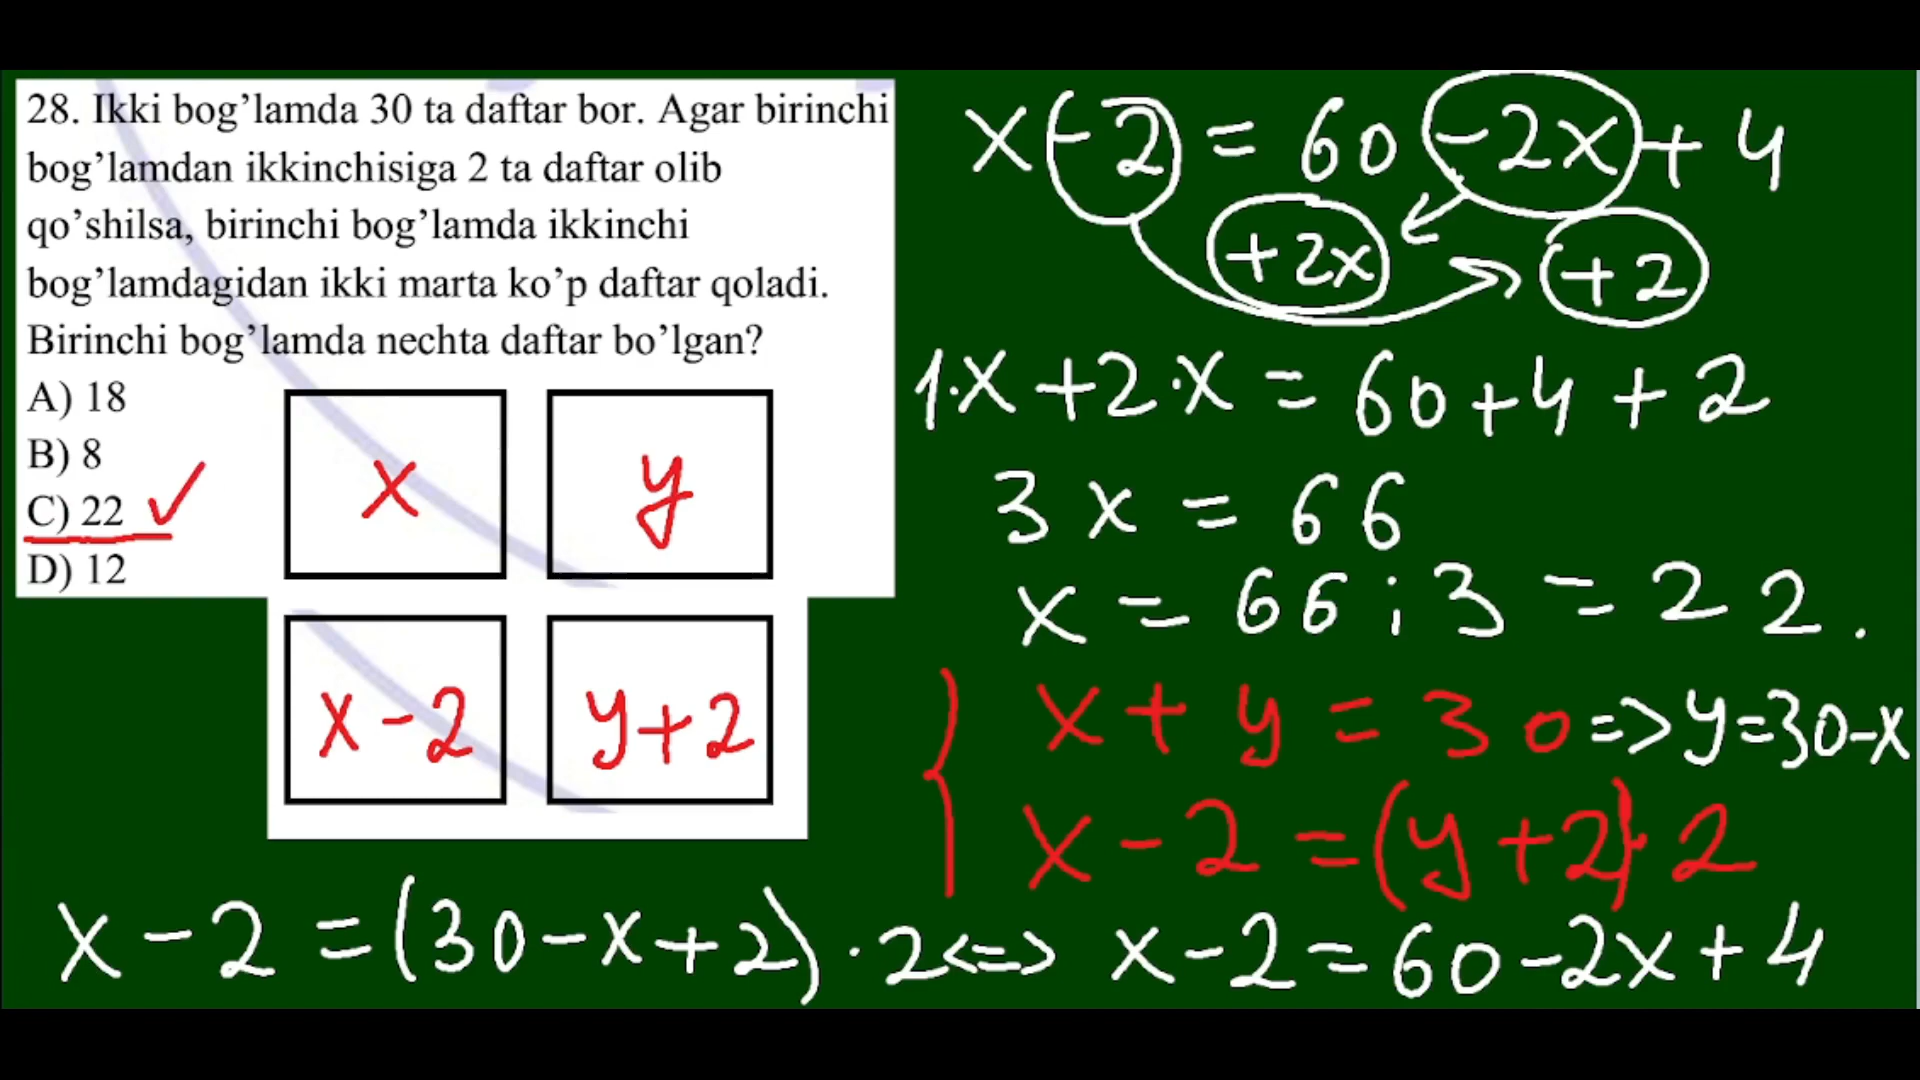 28. Ikki bog’lamda 30 ta daftar bor. Agar birinchi
bog’lamdan ikkinchisiga 2 ta daftar olib
qo’shilsa, birinchi bog’lamda ikkinchi
bog’lamdagidan ikki marta ko’p daftar qoladi.
Birinchi bog’lamda nechta daftar bo’lgan?
A) 18
B) 8
C) 22 ✓
D) 12
x
y
x-2
y+2
x-2=60-2x+4
+2x
+2
1·x+2·x=60+4+2
3x=66
x=66:3=22.
x+y=30=>y=30-x
x-2=(y+2)·2
x-2=(30-x+2)·2<=>x-2=60-2x+4